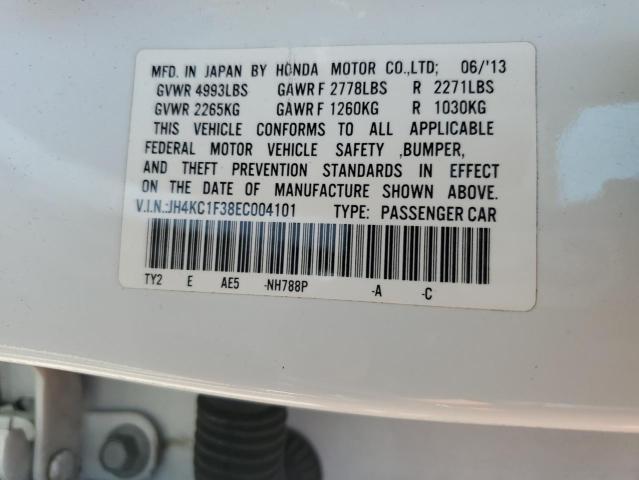 MFD. IN JAPAN BY HONDA MOTOR CO.,LTD; 06/'13
GVWR 4993LBS GAWR F 2778LBS R 2271LBS
GVWR 2265KG GAWR F 1260KG R 1030KG
THIS VEHICLE CONFORMS TO ALL APPLICABLE
FEDERAL MOTOR VEHICLE SAFETY ,BUMPER,
AND THEFT PREVENTION STANDARDS IN EFFECT
ON THE DATE OF MANUFACTURE SHOWN ABOVE.
V.I.N.:JH4KC1F38EC004101 TYPE: PASSENGER CAR
TY2 E AE5 -NH788P -A -C